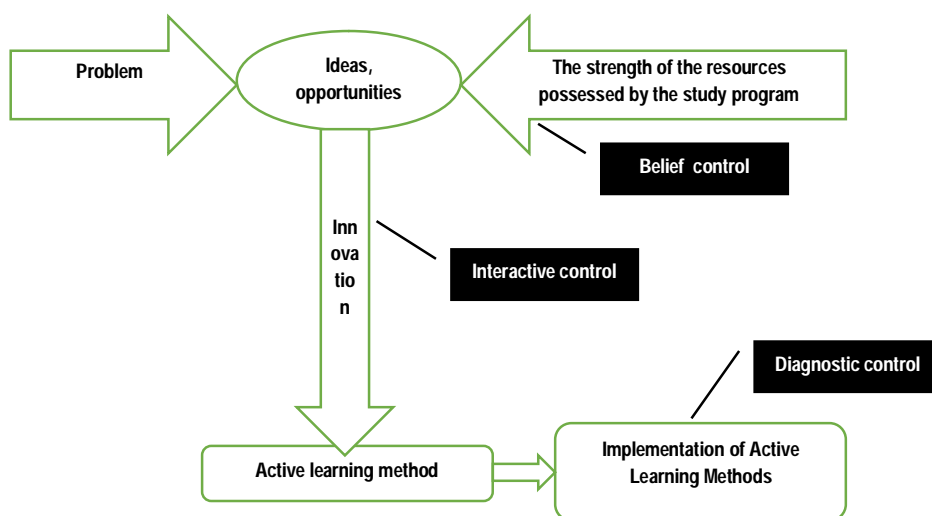 Problem
Ideas,
opportunities
The strength of the resources
possessed by the study program
Belief control
Inn
ova
tio
n
Interactive control
Diagnostic control
Active learning method
Implementation of Active
Learning Methods